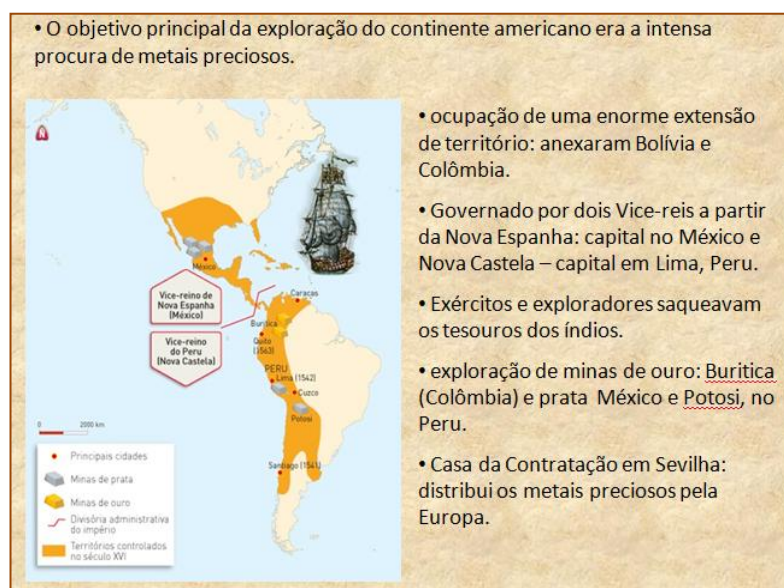 • O objetivo principal da exploração do continente americano era a intensa
procura de metais preciosos.
• ocupação de uma enorme extensão
de território: anexaram Bolívia e
Colômbia.
• Governado por dois Vice-reis a partir
da Nova Espanha: capital no México e
Nova Castela – capital em Lima, Peru.
• Exércitos e exploradores saqueavam
os tesouros dos índios.
• exploração de minas de ouro: Buritica
(Colômbia) e prata México e Potosi, no
Peru.
• Casa da Contratação em Sevilha:
distribui os metais preciosos pela
Europa.
N
México
Vice-reino de
Nova Espanha
(México)
Caracas
Buritica
Quito
(1563)
Vice-reino
do Peru
(Nova Castela)
PERU
Lima (1542)
Cuzco
Potosi
Santiago (1541)
0 2000 km
Principais cidades
Minas de prata
Minas de ouro
Divisória administrativa
do império
Territórios controlados
no século XVI